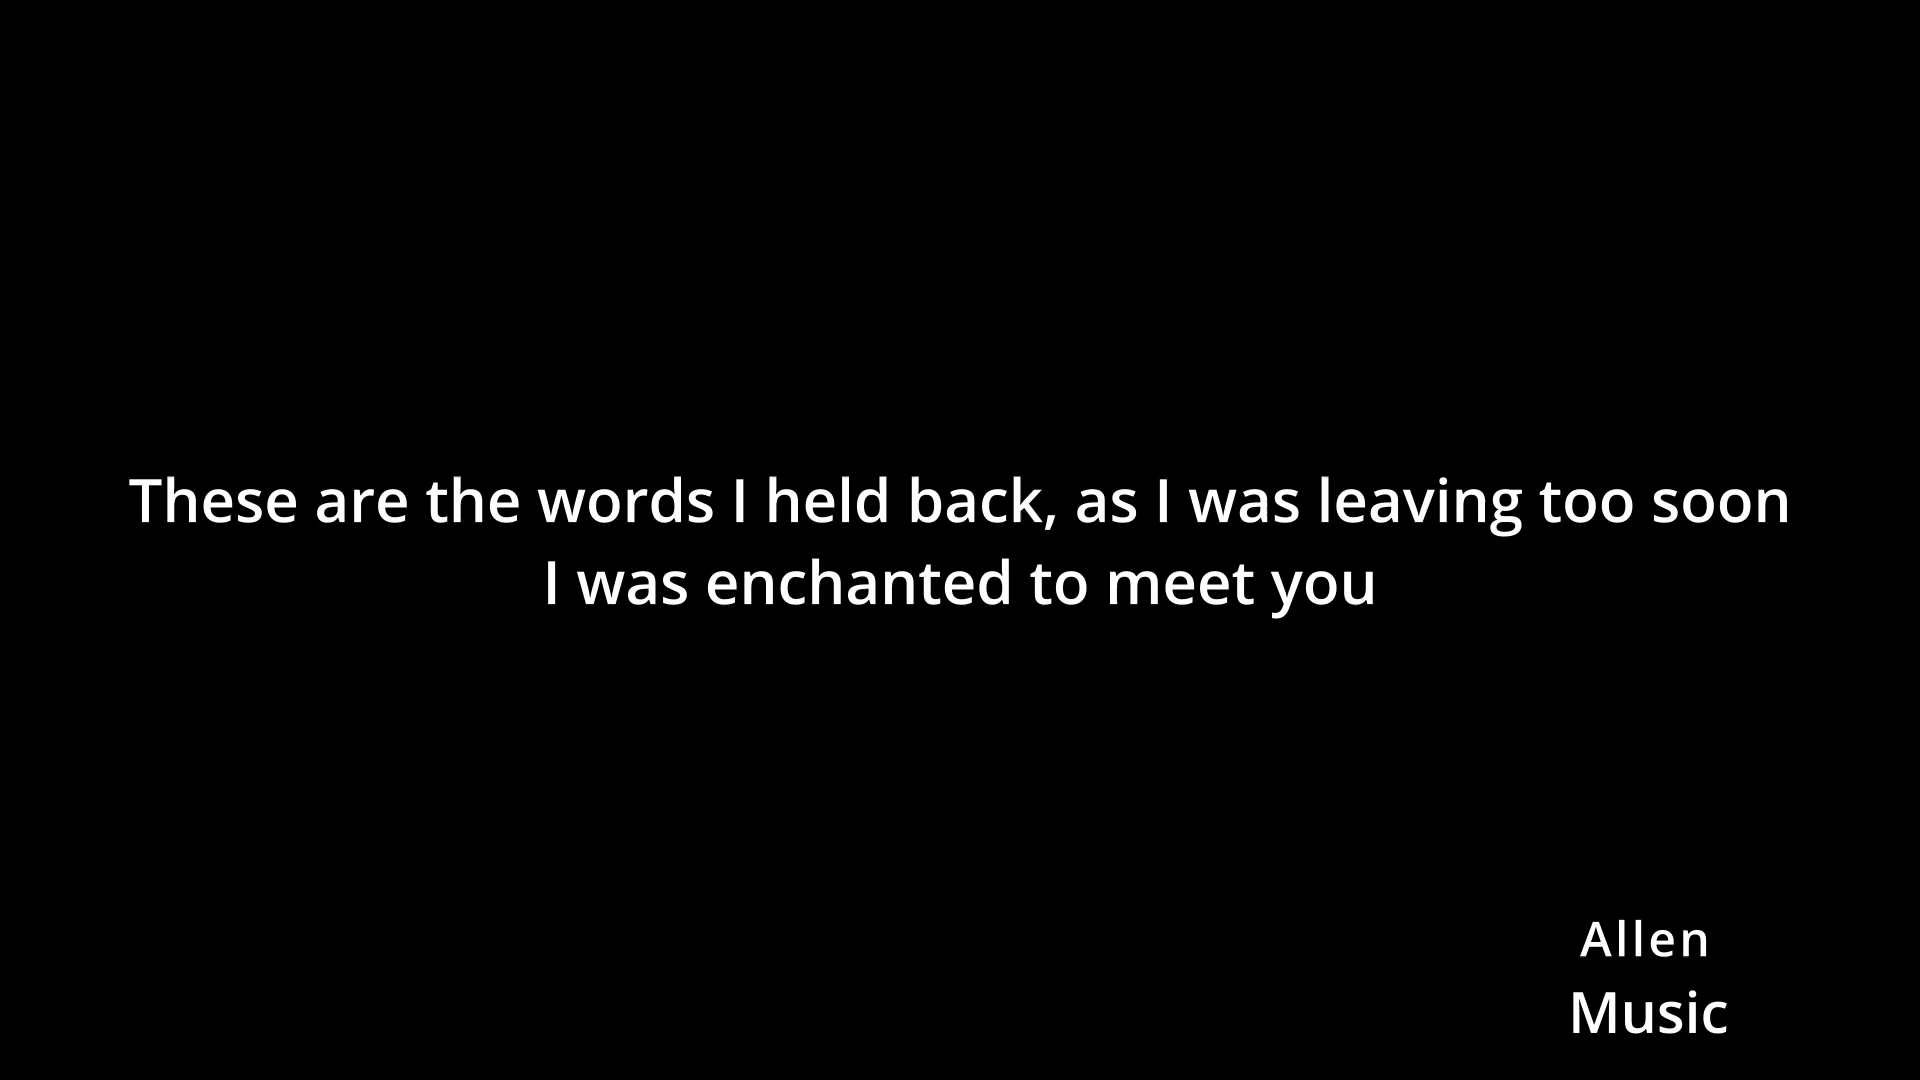 These are the words I held back, as I was leaving too soon
I was enchanted to meet you
Allen
Music